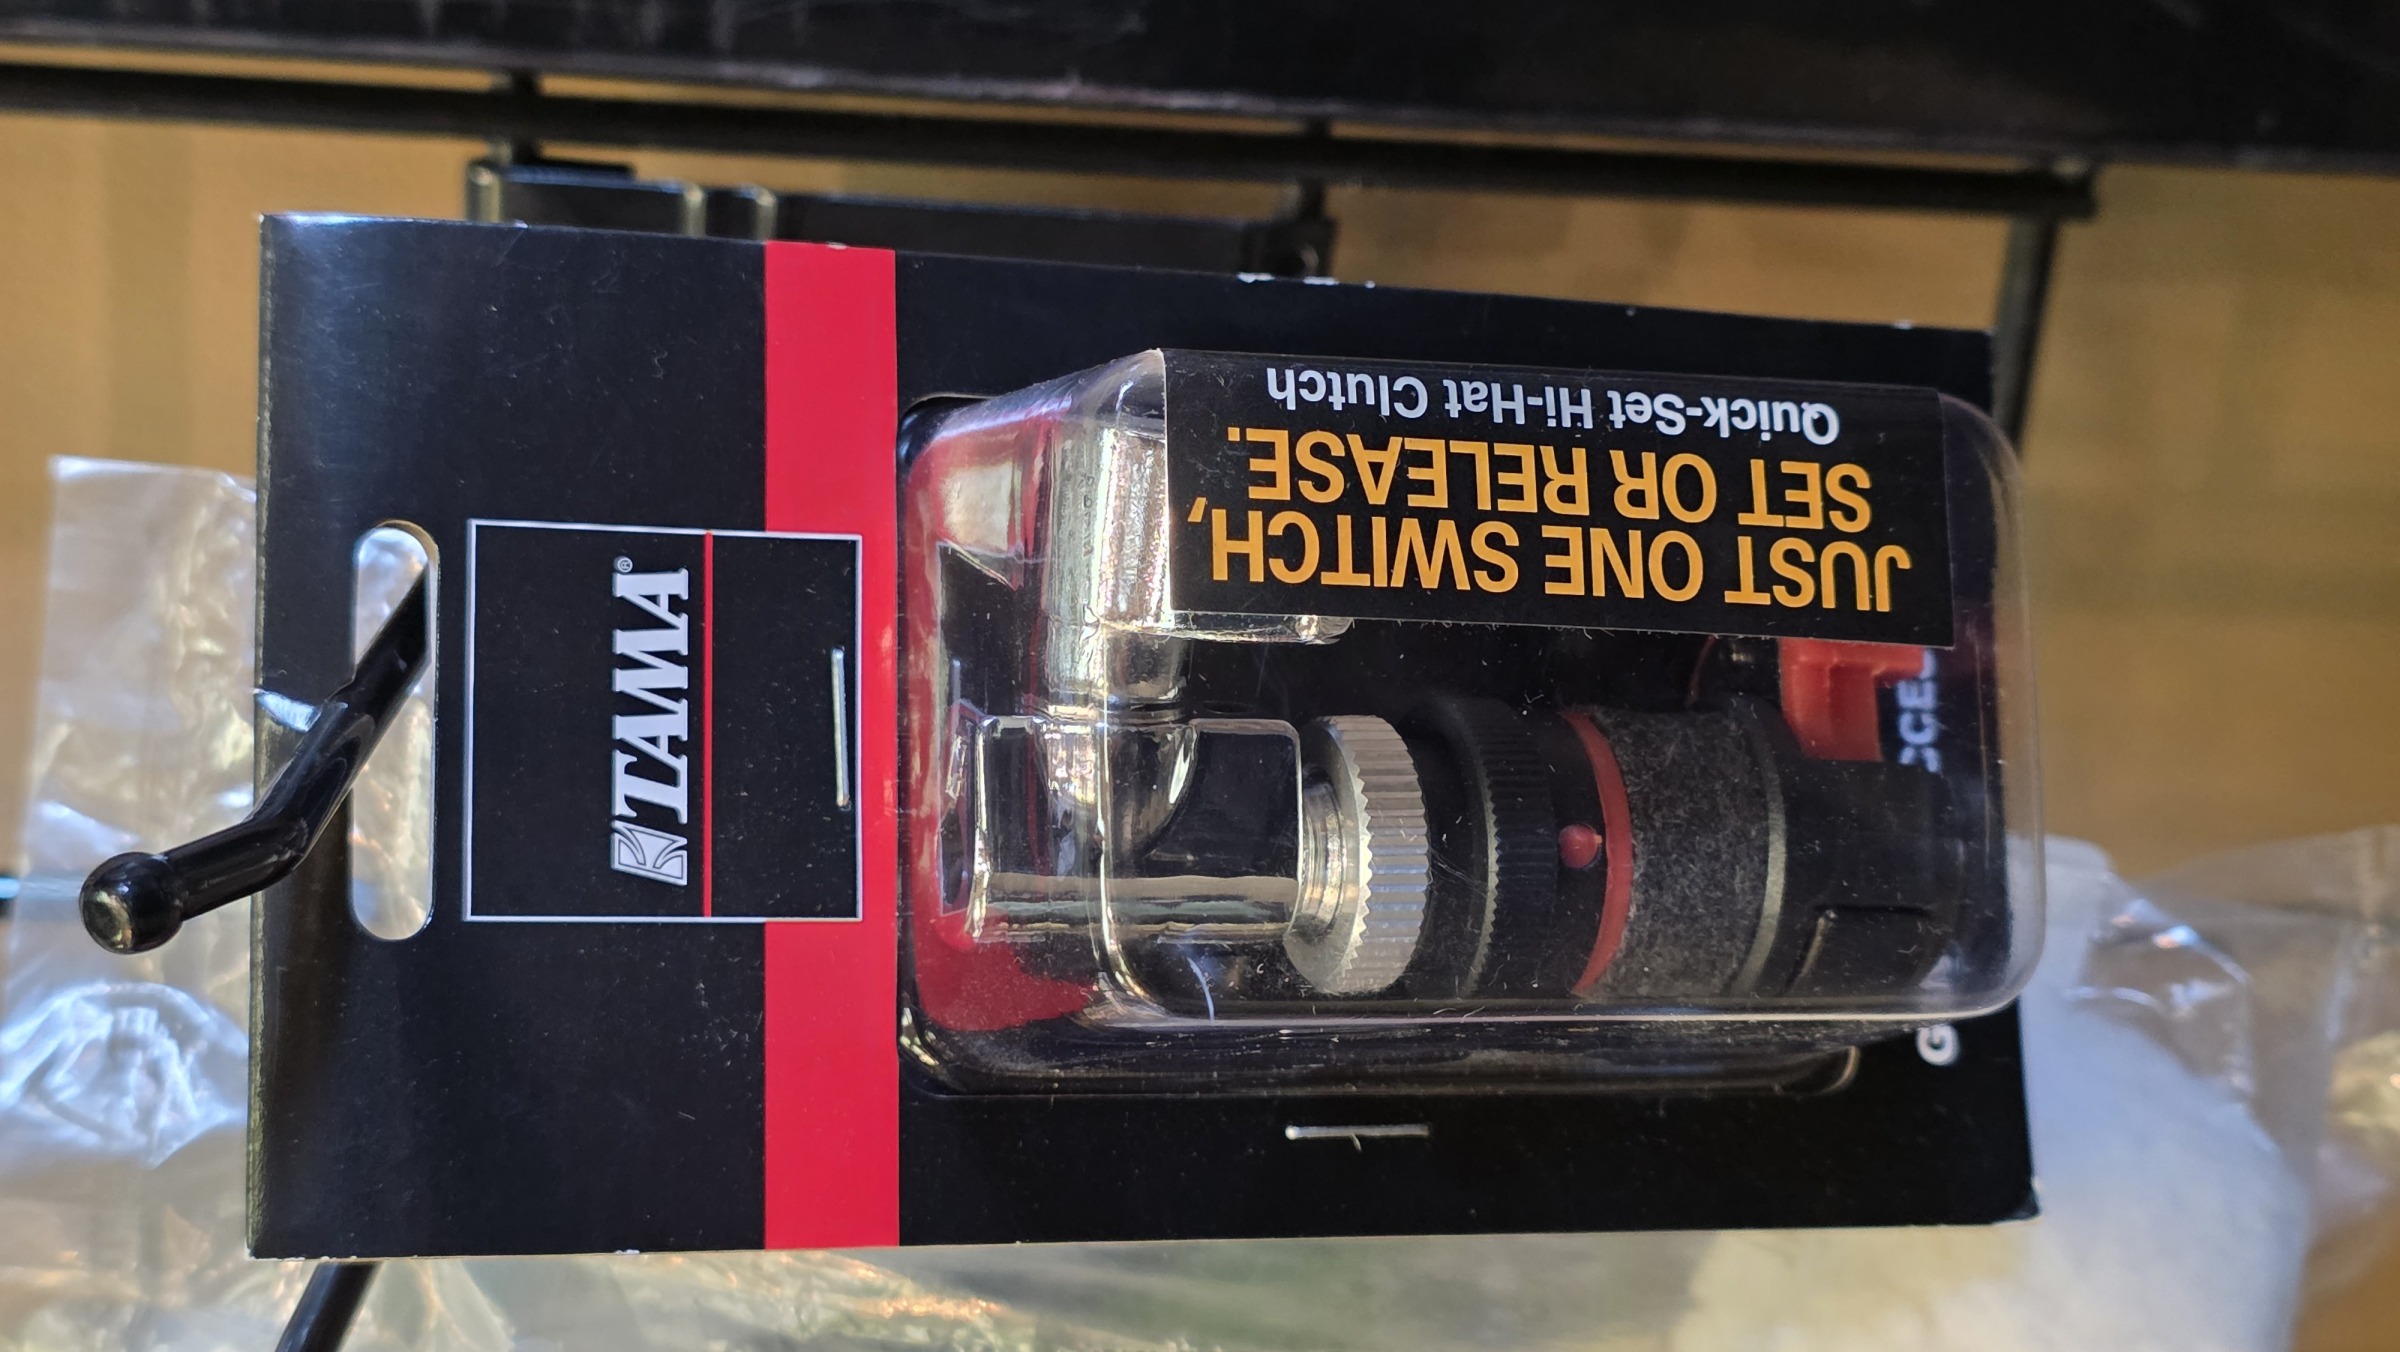 TAMA®
JUST ONE SWITCH,
SET OR RELEASE.
Quick-Set Hi-Hat Clutch